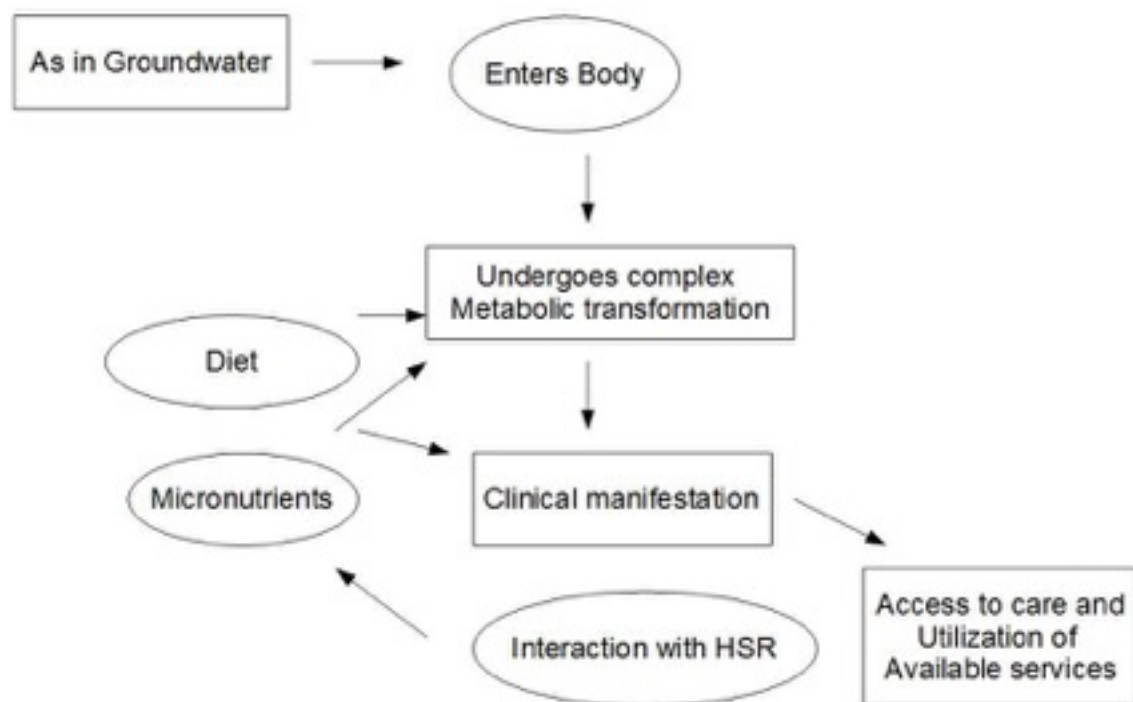 As in Groundwater
Enters Body
Undergoes complex
Metabolic transformation
Diet
Micronutrients
Clinical manifestation
Interaction with HSR
Access to care and
Utilization of
Available services